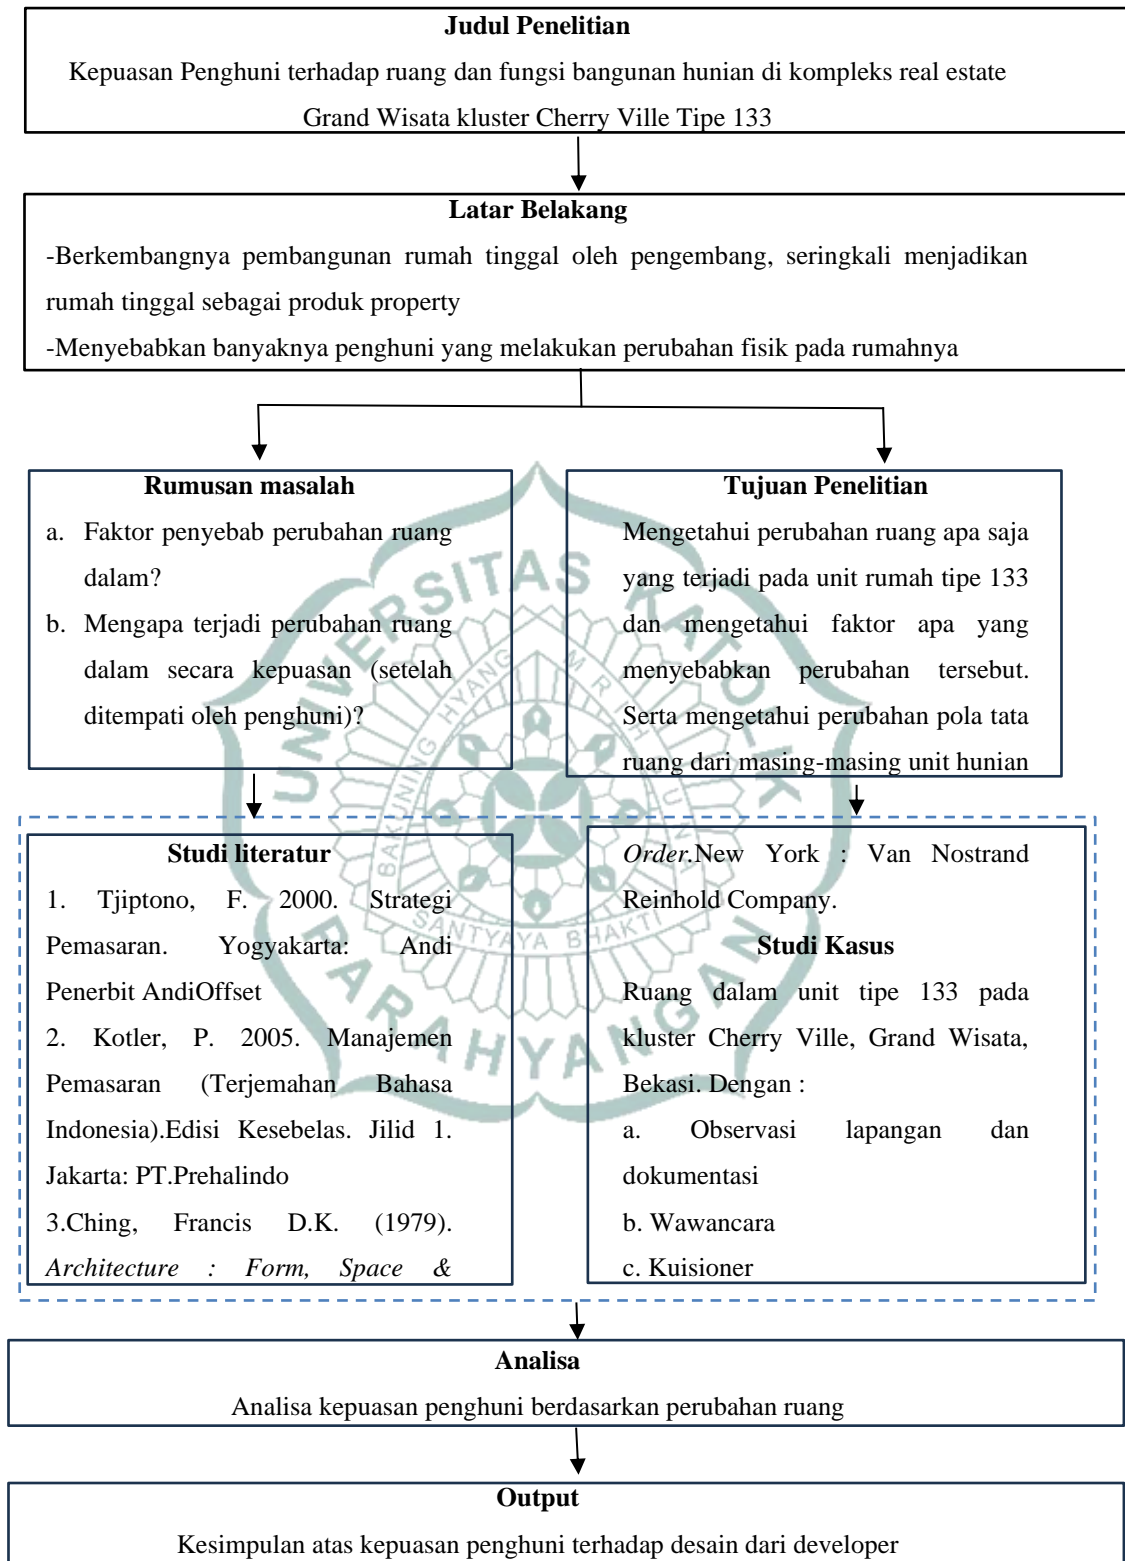 Judul Penelitian
Kepuasan Penghuni terhadap ruang dan fungsi bangunan hunian di kompleks real estate
Grand Wisata kluster Cherry Ville Tipe 133
Latar Belakang
-Berkembangnya pembangunan rumah tinggal oleh pengembang, seringkali menjadikan
rumah tinggal sebagai produk property
-Menyebabkan banyaknya penghuni yang melakukan perubahan fisik pada rumahnya
Rumusan masalah
a. Faktor penyebab perubahan ruang
dalam?
b. Mengapa terjadi perubahan ruang
dalam secara kepuasan (setelah
ditempati oleh penghuni)?
Tujuan Penelitian
Mengetahui perubahan ruang apa saja
yang terjadi pada unit rumah tipe 133
dan mengetahui faktor apa yang
menyebabkan perubahan tersebut.
Serta mengetahui perubahan pola tata
ruang dari masing-masing unit hunian
Studi literatur
1. Tjiptono, F. 2000. Strategi
Pemasaran. Yogyakarta: Andi
Penerbit AndiOffset
2. Kotler, P. 2005. Manajemen
Pemasaran (Terjemahan Bahasa
Indonesia).Edisi Kesebelas. Jilid 1.
Jakarta: PT.Prehalindo
3.Ching, Francis D.K. (1979).
Architecture : Form, Space &
Order.New York : Van Nostrand
Reinhold Company.
Studi Kasus
Ruang dalam unit tipe 133 pada
kluster Cherry Ville, Grand Wisata,
Bekasi. Dengan :
a. Observasi lapangan dan
dokumentasi
b. Wawancara
c. Kuisioner
Analisa
Analisa kepuasan penghuni berdasarkan perubahan ruang
Output
Kesimpulan atas kepuasan penghuni terhadap desain dari developer
UNIVERSITAS KATOLIK
PARAHYANGAN
BAKUNING HYANG
SANTYAYA BHAKTI